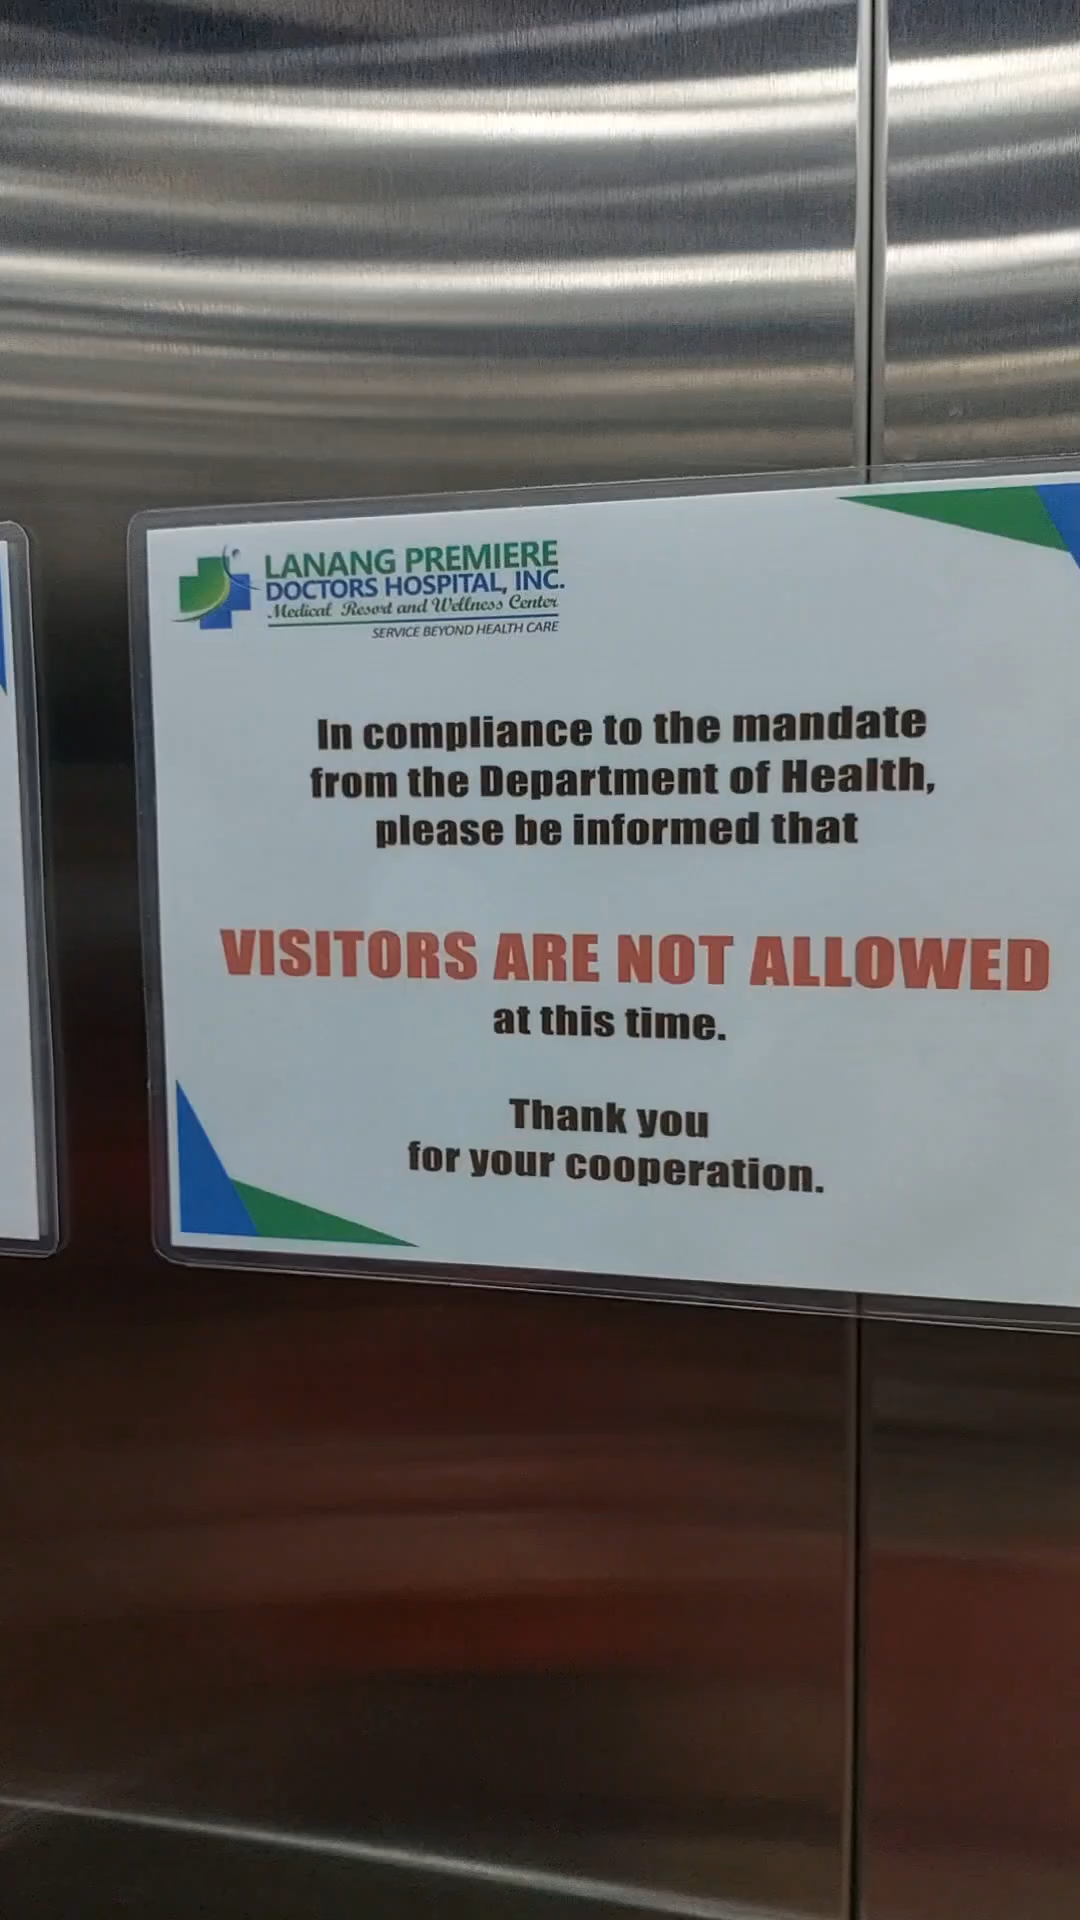 LANANG PREMIERE
DOCTORS HOSPITAL, INC.
Medical Resort and Wellness Center
SERVICE BEYOND HEALTH CARE
In compliance to the mandate
from the Department of Health,
please be informed that
VISITORS ARE NOT ALLOWED
at this time.
Thank you
for your cooperation.